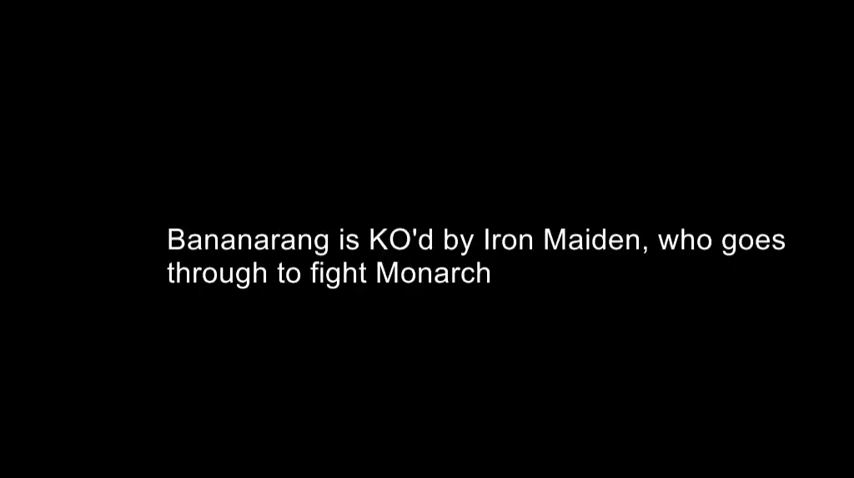 Bananarang is KO'd by Iron Maiden, who goes
through to fight Monarch